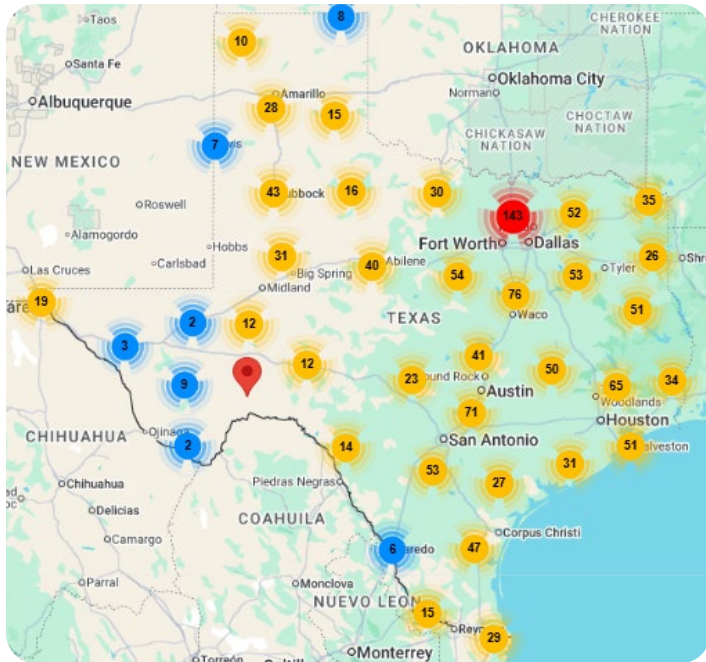 Taos
8
CHEROKEE
NATION
10
OKLAHOMA
Santa Fe
Oklahoma City
Amarillo
Norman
Albuquerque
28
15
CHOCTAW
NATION
CHICKASAW
NATION
7
NEW MEXICO
43
16
30
35
Roswell
143
52
Alamogordo
Hobbs
Fort Worth
Dallas
Carlsbad
31
Abilene
26
Las Cruces
Big Spring
40
54
53
Tyler
Midland
76
19
51
2
12
TEXAS
Waco
3
41
12
50
23
Round Rock
65
34
9
Austin
Woodlands
71
Houston
CHIHUAHUA
Ojinaga
2
14
San Antonio
51
Galveston
53
31
Chihuahua
Piedras Negras
27
Delicias
COAHUILA
Corpus Christi
Camargo
6
47
Parral
Monclova
NUEVO LEON
15
29
Monterrey
Torreón